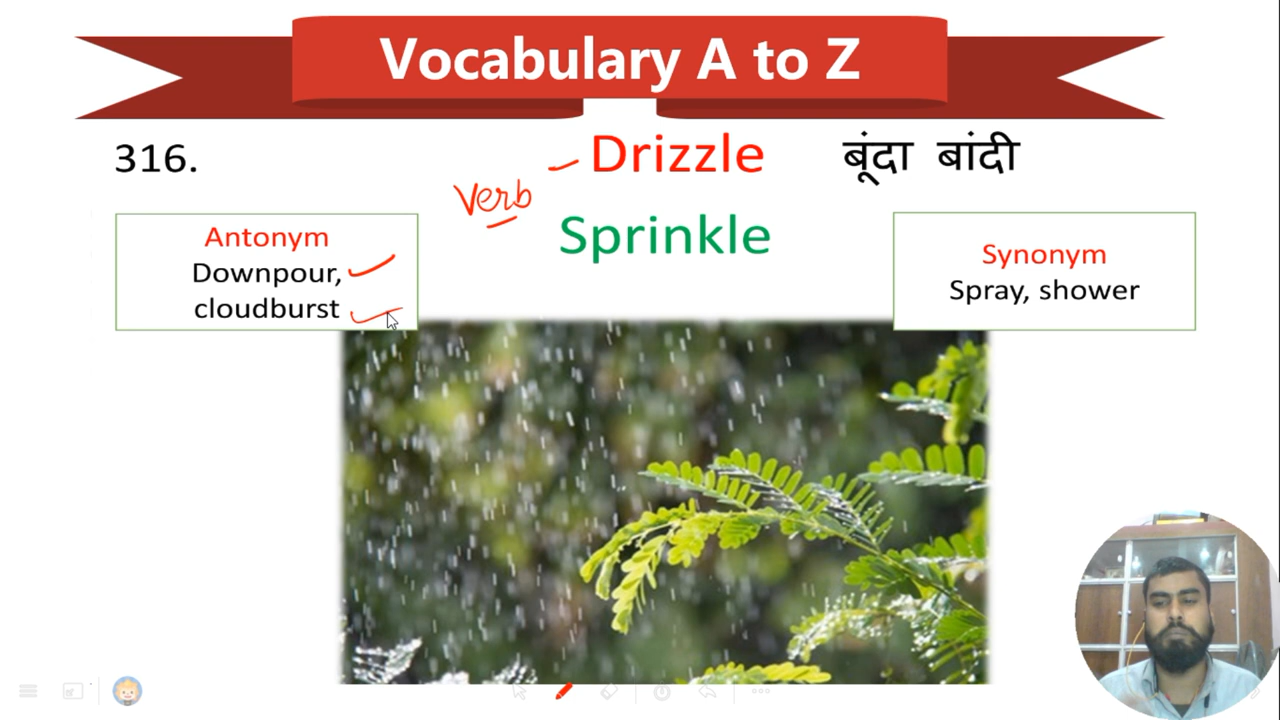 Vocabulary A to Z
316. Drizzle बूंदा बांदी
Verb
Sprinkle
Antonym
Downpour,
cloudburst
Synonym
Spray, shower